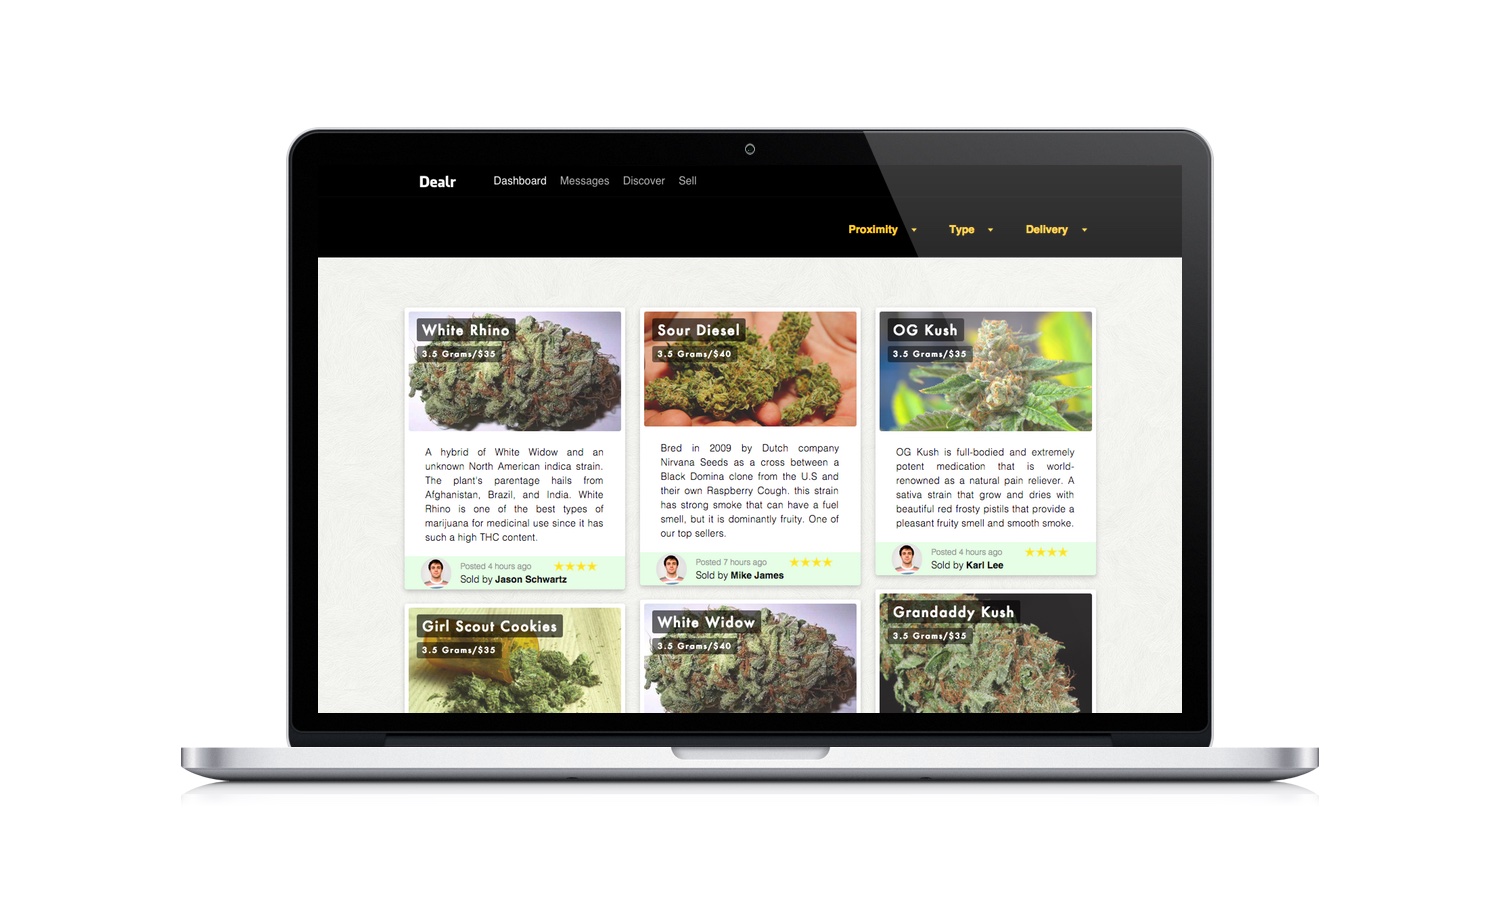 Dealr
Dashboard Messages Discover Sell
Proximity Type Delivery
White Rhino
3.5 Grams/$35
A hybrid of White Widow and an
unknown North American indica strain.
The plant's parentage hails from
Afghanistan, Brazil, and India. White
Rhino is one of the best types of
marijuana for medicinal use since it has
such a high THC content.
Posted 4 hours ago
Sold by Jason Schwartz
Sour Diesel
3.5 Grams/$40
Bred in 2009 by Dutch company
Nirvana Seeds as a cross between a
Black Domina clone from the U.S and
their own Raspberry Cough. this strain
has strong smoke that can have a fuel
smell, but it is dominantly fruity. One of
our top sellers.
Posted 7 hours ago
Sold by Mike James
OG Kush
3.5 Grams/$35
OG Kush is full-bodied and extremely
potent medication that is world-
renowned as a natural pain reliever. A
sativa strain that grow and dries with
beautiful red frosty pistils that provide a
pleasant fruity smell and smooth smoke.
Posted 4 hours ago
Sold by Karl Lee
Girl Scout Cookies
3.5 Grams/$35
White Widow
3.5 Grams/$40
Grandaddy Kush
3.5 Grams/$35